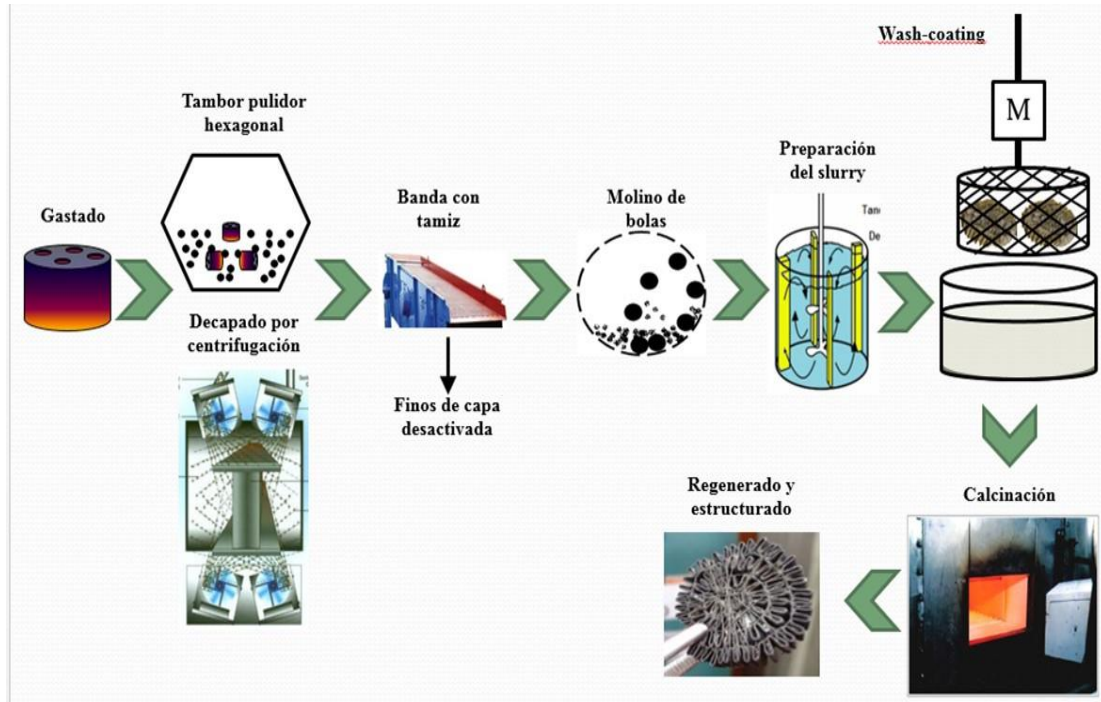 Wash-coating
M
Tambor pulidor
hexagonal
Preparación
del slurry
Gastado
Banda con
tamiz
Molino de
bolas
Decapado por
centrifugación
Finos de capa
desactivada
Regenerado y
estructurado
Calcinación